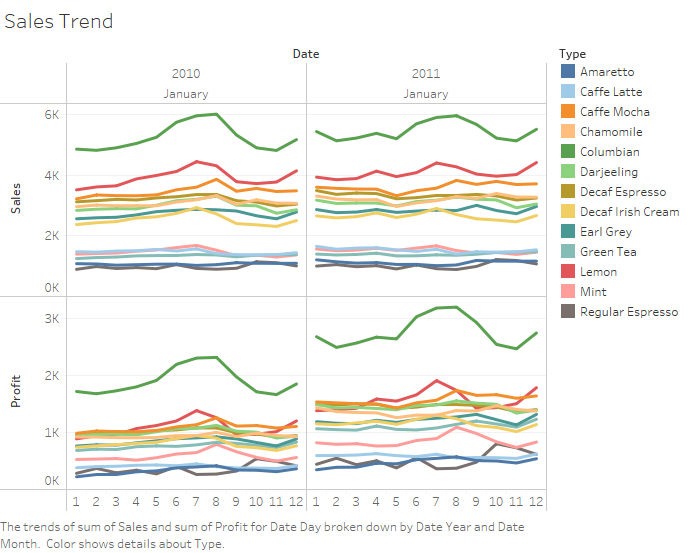 Sales Trend
Date
Type
2010
2011
January
January
Amaretto
Caffe Latte
Caffe Mocha
Chamomile
Columbian
Darjeeling
Decaf Espresso
Decaf Irish Cream
Earl Grey
Green Tea
Lemon
Mint
Regular Espresso
Sales
6K
4K
2K
0K
Profit
3K
2K
1K
0K
1 2 3 4 5 6 7 8 9 10 11 12
1 2 3 4 5 6 7 8 9 10 11 12
The trends of sum of Sales and sum of Profit for Date Day broken down by Date Year and Date
Month. Color shows details about Type.